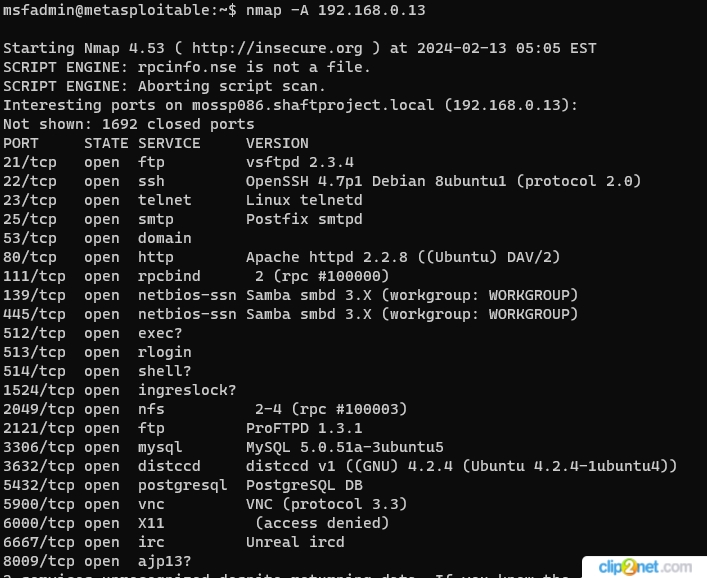 msfadmin@metasploitable:~$ nmap -A 192.168.0.13
Starting Nmap 4.53 ( http://insecure.org ) at 2024-02-13 05:05 EST
SCRIPT ENGINE: rpcinfo.nse is not a file.
SCRIPT ENGINE: Aborting script scan.
Interesting ports on mossp086.shaftproject.local (192.168.0.13):
Not shown: 1692 closed ports
PORT     STATE SERVICE     VERSION
21/tcp   open  ftp         vsftpd 2.3.4
22/tcp   open  ssh         OpenSSH 4.7p1 Debian 8ubuntu1 (protocol 2.0)
23/tcp   open  telnet      Linux telnetd
25/tcp   open  smtp        Postfix smtpd
53/tcp   open  domain
80/tcp   open  http        Apache httpd 2.2.8 ((Ubuntu) DAV/2)
111/tcp  open  rpcbind      2 (rpc #100000)
139/tcp  open  netbios-ssn Samba smbd 3.X (workgroup: WORKGROUP)
445/tcp  open  netbios-ssn Samba smbd 3.X (workgroup: WORKGROUP)
512/tcp  open  exec?
513/tcp  open  rlogin
514/tcp  open  shell?
1524/tcp open  ingreslock?
2049/tcp open  nfs          2-4 (rpc #100003)
2121/tcp open  ftp         ProFTPD 1.3.1
3306/tcp open  mysql       MySQL 5.0.51a-3ubuntu5
3632/tcp open  distccd     distccd v1 ((GNU) 4.2.4 (Ubuntu 4.2.4-1ubuntu4))
5432/tcp open  postgresql  PostgreSQL DB
5900/tcp open  vnc         VNC (protocol 3.3)
6000/tcp open  X11          (access denied)
6667/tcp open  irc         Unreal ircd
8009/tcp open  ajp13?
clip2net.com